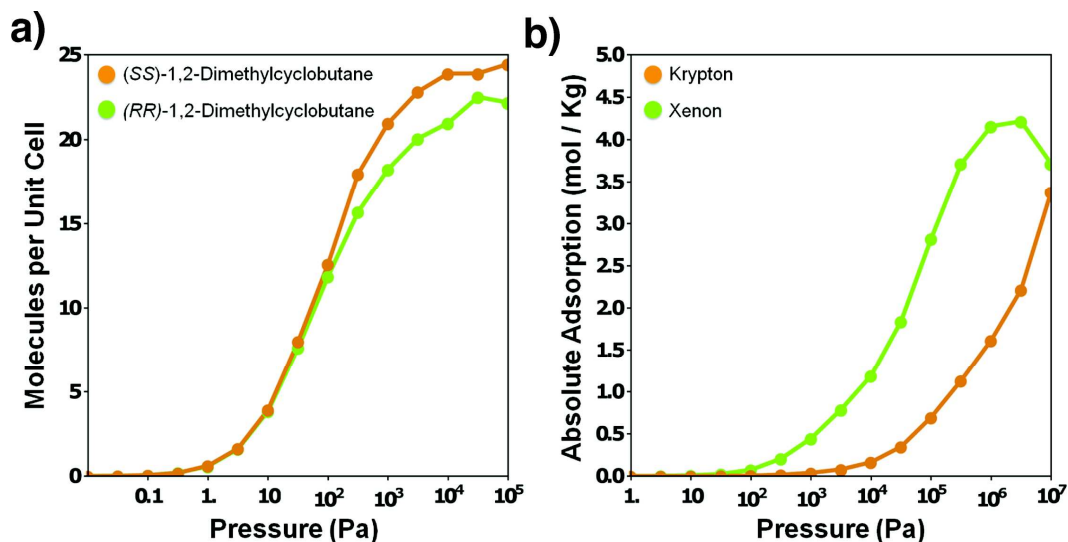 a)
Molecules per Unit Cell
25
20
15
10
5
0
(SS)-1,2-Dimethylcyclobutane
(RR)-1,2-Dimethylcyclobutane
0.1 1. 10 10² 10³ 10⁴ 10⁵
Pressure (Pa)
b)
Absolute Adsorption (mol / Kg)
5.0
4.5
4.0
3.5
3.0
2.5
2.0
1.5
1.0
0.5
0.0
Krypton
Xenon
1. 10 10² 10³ 10⁴ 10⁵ 10⁶ 10⁷
Pressure (Pa)